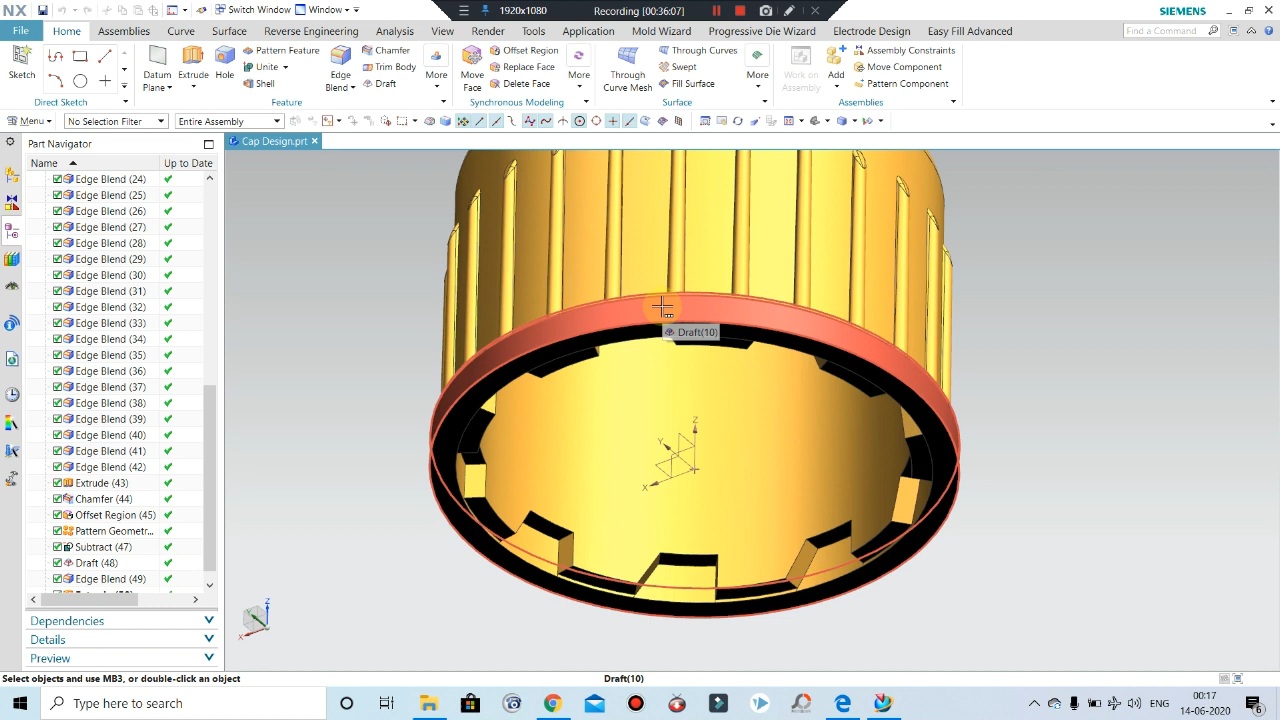 NX
Switch Window
Window
1920x1080
Recording [00:36:07]
SIEMENS
File
Home
Assemblies
Curve
Surface
Reverse Engineering
Analysis
View
Render
Tools
Application
Mold Wizard
Progressive Die Wizard
Electrode Design
Easy Fill Advanced
Find a Command
Sketch
Datum Plane
Extrude
Hole
Pattern Feature
Unite
Shell
Edge Blend
Chamfer
Trim Body
Draft
More
Move Face
Offset Region
Replace Face
Delete Face
More
Through Curve Mesh
Through Curves
Swept
Fill Surface
More
Work on Assembly
Add
Assembly Constraints
Move Component
Pattern Component
Direct Sketch
Feature
Synchronous Modeling
Surface
Assemblies
Menu
No Selection Filter
Entire Assembly
Part Navigator
Cap Design.prt
Name
Up to Date
Edge Blend (24)
Edge Blend (25)
Edge Blend (26)
Edge Blend (27)
Edge Blend (28)
Edge Blend (29)
Edge Blend (30)
Edge Blend (31)
Edge Blend (32)
Edge Blend (33)
Edge Blend (34)
Edge Blend (35)
Edge Blend (36)
Edge Blend (37)
Edge Blend (38)
Edge Blend (39)
Edge Blend (40)
Edge Blend (41)
Edge Blend (42)
Extrude (43)
Chamfer (44)
Offset Region (45)
Pattern Geometr...
Subtract (47)
Draft (48)
Edge Blend (49)
Dependencies
Details
Preview
Draft(10)
Z
Y
X
Z
X
Select objects and use MB3, or double-click an object
Draft(10)
Type here to search
ENG
00:17
14-06-2020
6